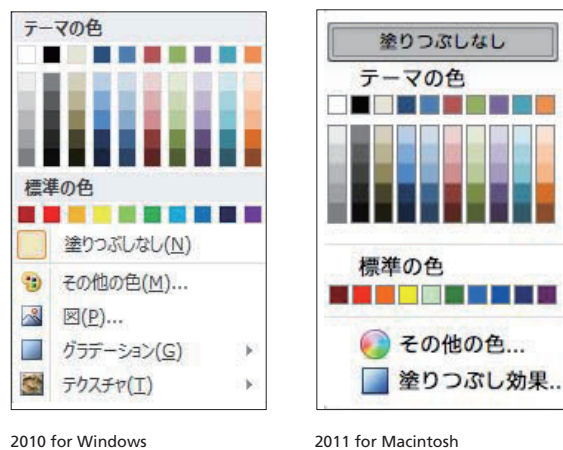 テーマの色
標準の色
塗りつぶしなし(N)
その他の色(M)...
図(P)...
グラデーション(G)
テクスチャ(T)
2010 for Windows
塗りつぶしなし
テーマの色
標準の色
その他の色...
塗りつぶし効果..
2011 for Macintosh